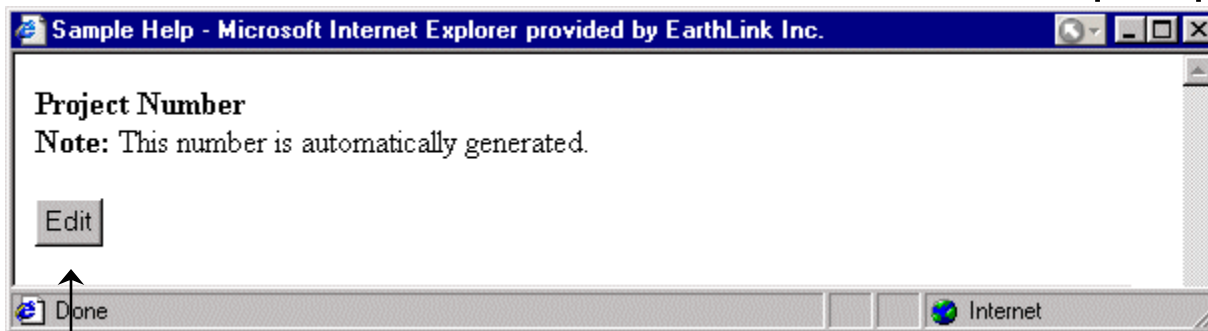 Sample Help - Microsoft Internet Explorer provided by EarthLink Inc.
Project Number
Note: This number is automatically generated.
Edit
Done
Internet